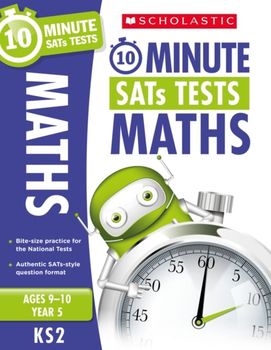 SCHOLASTIC
10 MINUTE
SATs TESTS
MATHS
10
MINUTE
SATs TESTS
MATHS
• Bite-size practice for
the National Tests
• Authentic SATs-style
question format
AGES 9–10
YEAR 5
KS2
60
5
10
15
50
55